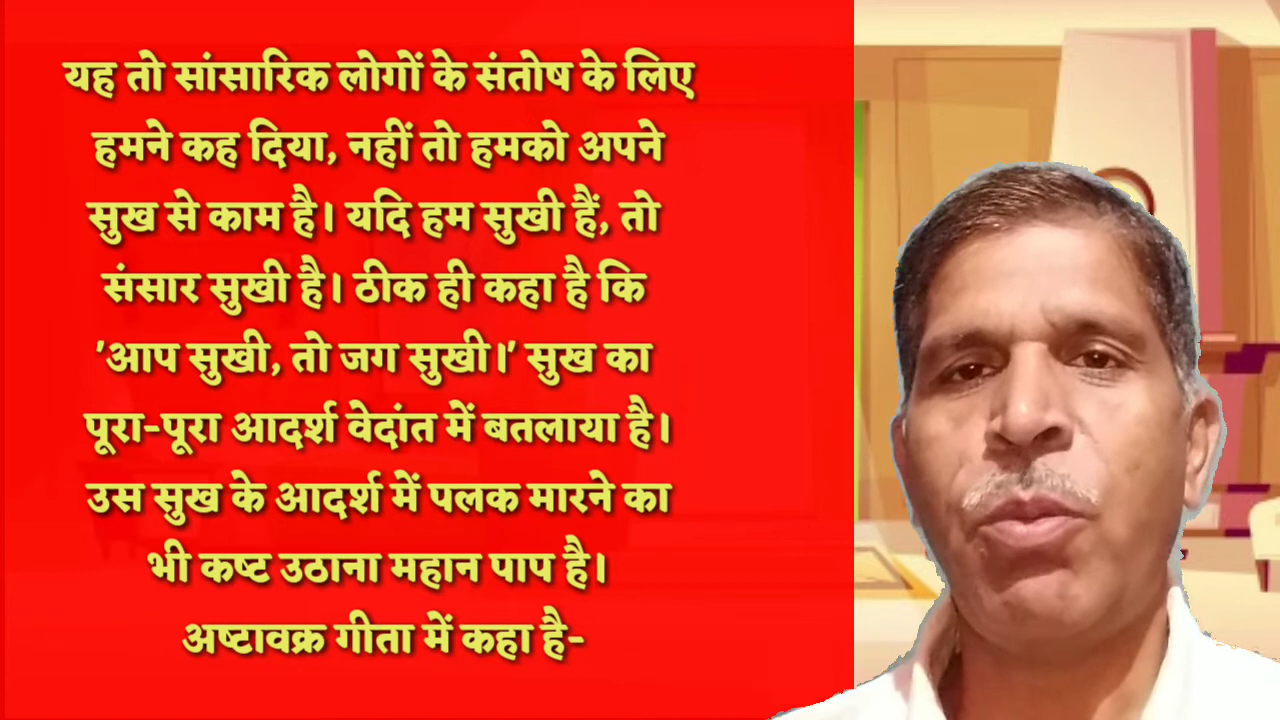 यह तो सांसारिक लोगों के संतोष के लिए
हमने कह दिया, नहीं तो हमको अपने
सुख से काम है। यदि हम सुखी हैं, तो
संसार सुखी है। ठीक ही कहा है कि
'आप सुखी, तो जग सुखी।' सुख का
पूरा-पूरा आदर्श वेदांत में बतलाया है।
उस सुख के आदर्श में पलक मारने का
भी कष्ट उठाना महान पाप है।
अष्टावक्र गीता में कहा है-